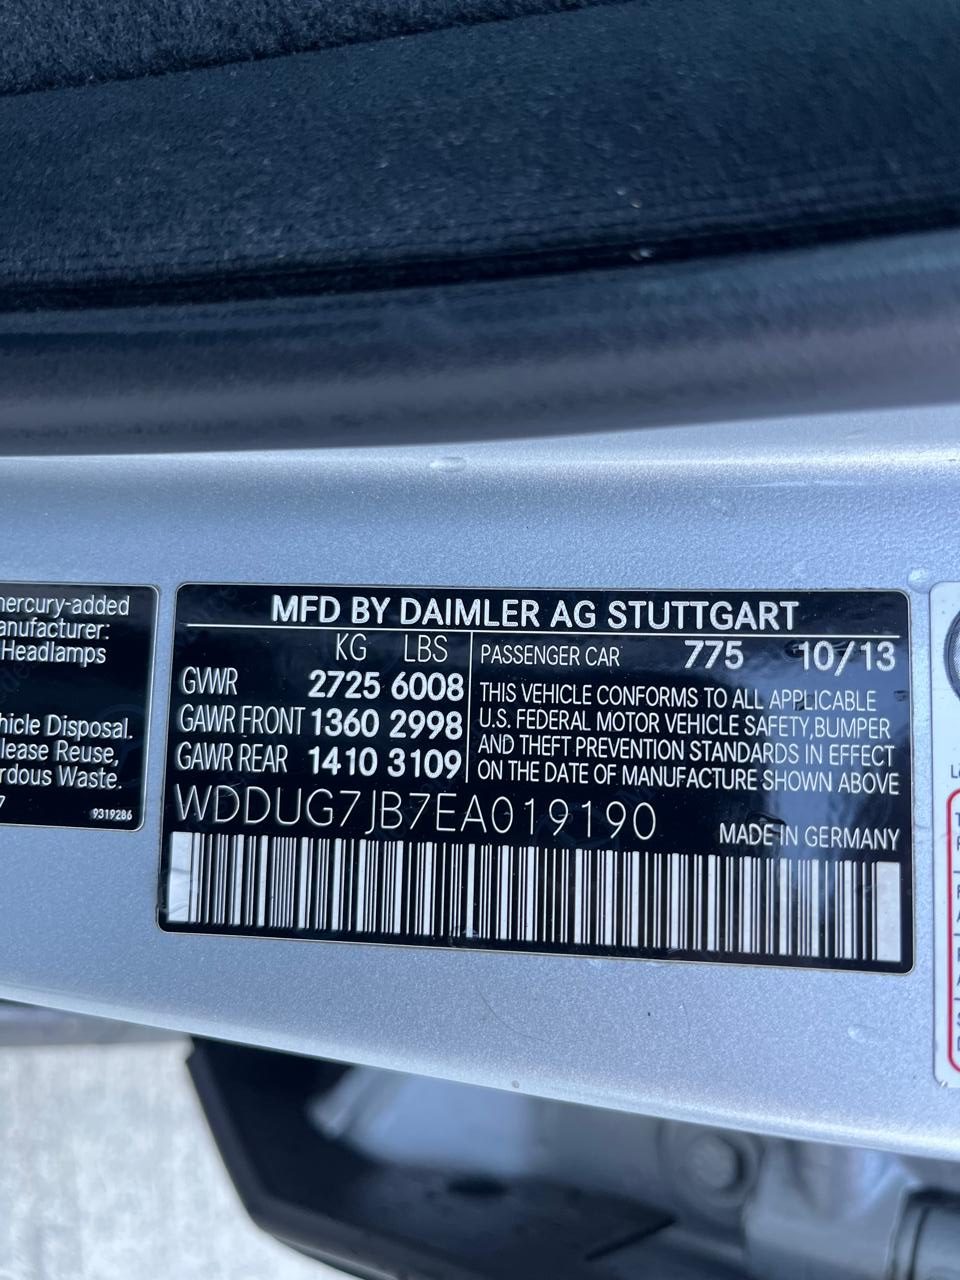 mercury-added
anufacturer:
Headlamps
hicle Disposal.
lease Reuse,
rdous Waste.
7
9319286
MFD BY DAIMLER AG STUTTGART
KG LBS
GVWR 2725 6008
GAWR FRONT 1360 2998
GAWR REAR 1410 3109
PASSENGER CAR 775 10/13
THIS VEHICLE CONFORMS TO ALL APPLICABLE
U.S. FEDERAL MOTOR VEHICLE SAFETY, BUMPER
AND THEFT PREVENTION STANDARDS IN EFFECT
ON THE DATE OF MANUFACTURE SHOWN ABOVE
WDDUG7JB7EA019190
MADE IN GERMANY